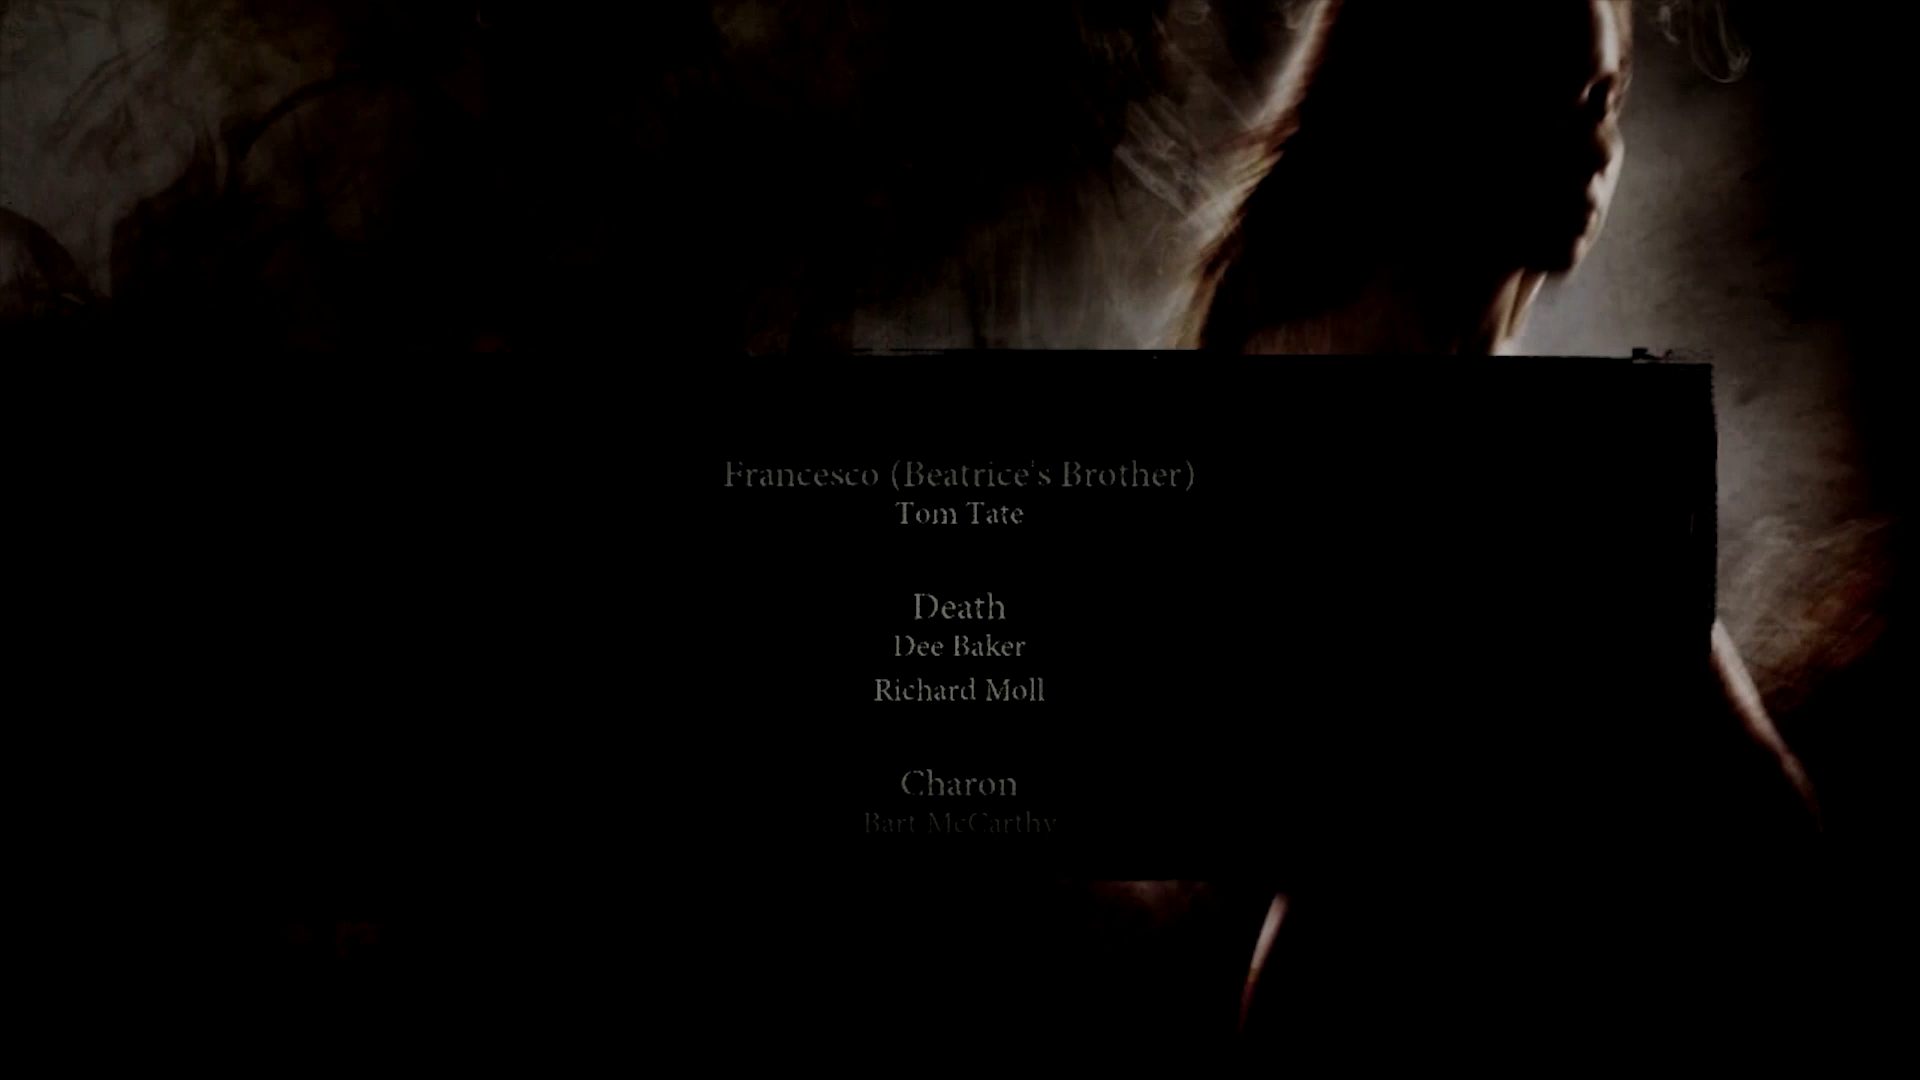 Francesco (Beatrice's Brother)
Tom Tate
Death
Dee Baker
Richard Moll
Charon
Bart McCarthy